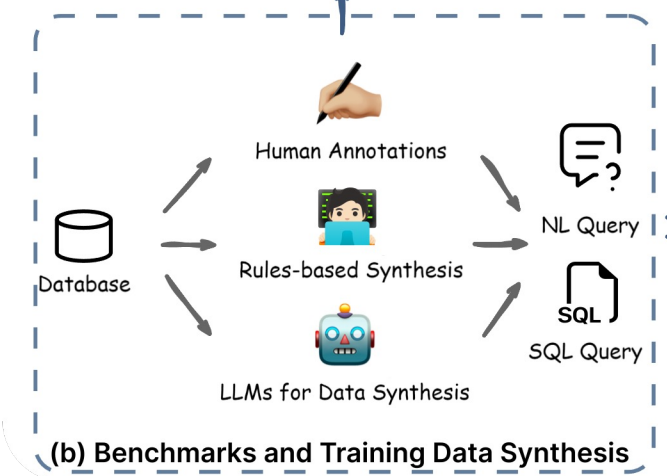 Human Annotations
NL Query
Database
Rules-based Synthesis
SQL
SQL Query
LLMs for Data Synthesis
(b) Benchmarks and Training Data Synthesis